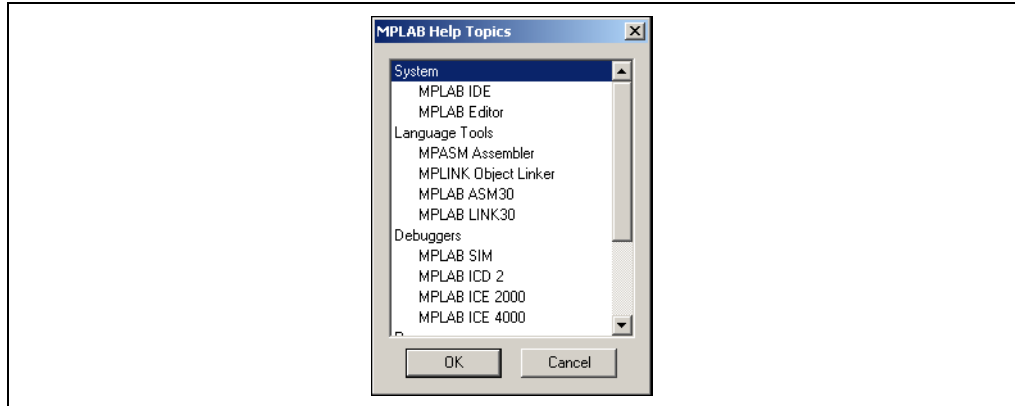 MPLAB Help Topics
System
MPLAB IDE
MPLAB Editor
Language Tools
MPASM Assembler
MPLINK Object Linker
MPLAB ASM30
MPLAB LINK30
Debuggers
MPLAB SIM
MPLAB ICD 2
MPLAB ICE 2000
MPLAB ICE 4000
OK Cancel